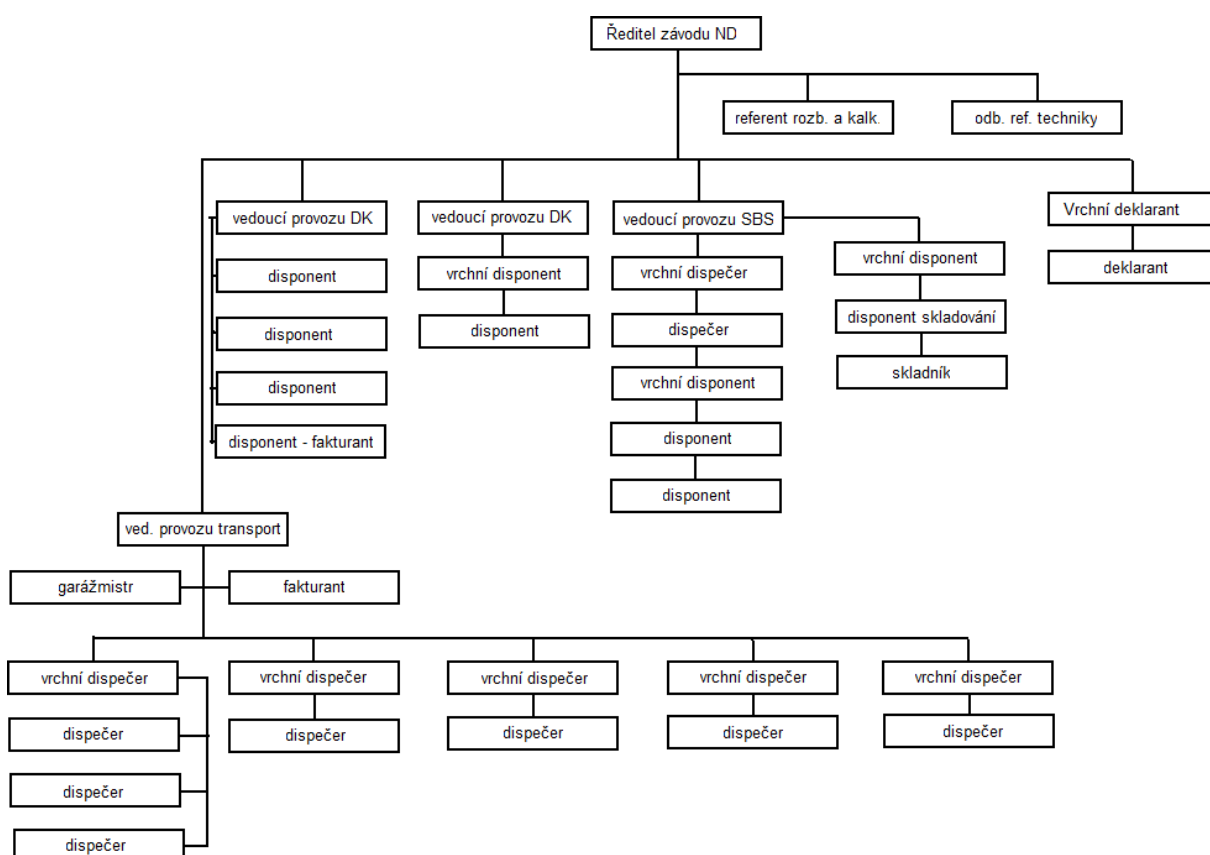 Ředitel závodu ND
referent rozb. a kalk.
odb. ref. techniky
vedoucí provozu DK
vedoucí provozu DK
vedoucí provozu SBS
Vrchní deklarant
disponent
vrchní disponent
vrchní dispečer
vrchní disponent
deklarant
disponent
disponent
dispečer
disponent skladování
disponent
vrchní disponent
skladník
disponent - fakturant
disponent
disponent
ved. provozu transport
garážmistr
fakturant
vrchní dispečer
vrchní dispečer
vrchní dispečer
vrchní dispečer
vrchní dispečer
dispečer
dispečer
dispečer
dispečer
dispečer
dispečer
dispečer